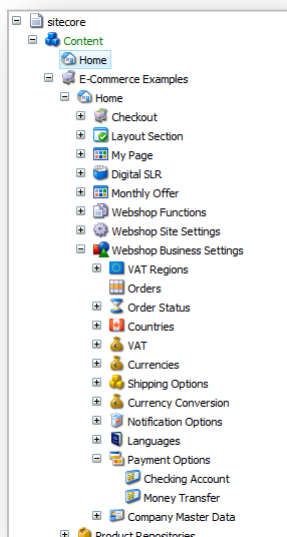 sitecore
Content
Home
E-Commerce Examples
Home
Checkout
Layout Section
My Page
Digital SLR
Monthly Offer
Webshop Functions
Webshop Site Settings
Webshop Business Settings
VAT Regions
Orders
Order Status
Countries
VAT
Currencies
Shipping Options
Currency Conversion
Notification Options
Languages
Payment Options
Checking Account
Money Transfer
Company Master Data
Product Repositories